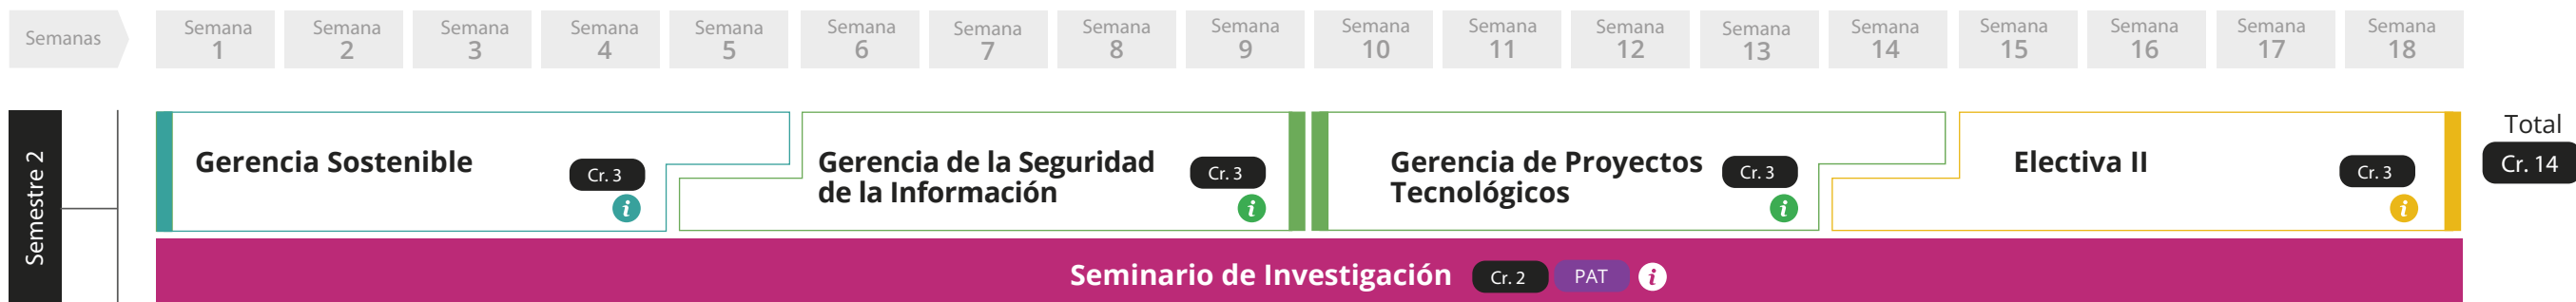 Semanas
Semana
1
Semana
2
Semana
3
Semana
4
Semana
5
Semana
6
Semana
7
Semana
8
Semana
9
Semana
10
Semana
11
Semana
12
Semana
13
Semana
14
Semana
15
Semana
16
Semana
17
Semana
18
Semestre 2
Gerencia Sostenible
Cr. 3
i
Gerencia de la Seguridad
de la Información
Cr. 3
i
Gerencia de Proyectos
Tecnológicos
Cr. 3
i
Electiva II
Cr. 3
i
Total
Cr. 14
Seminario de Investigación Cr. 2 PAT i